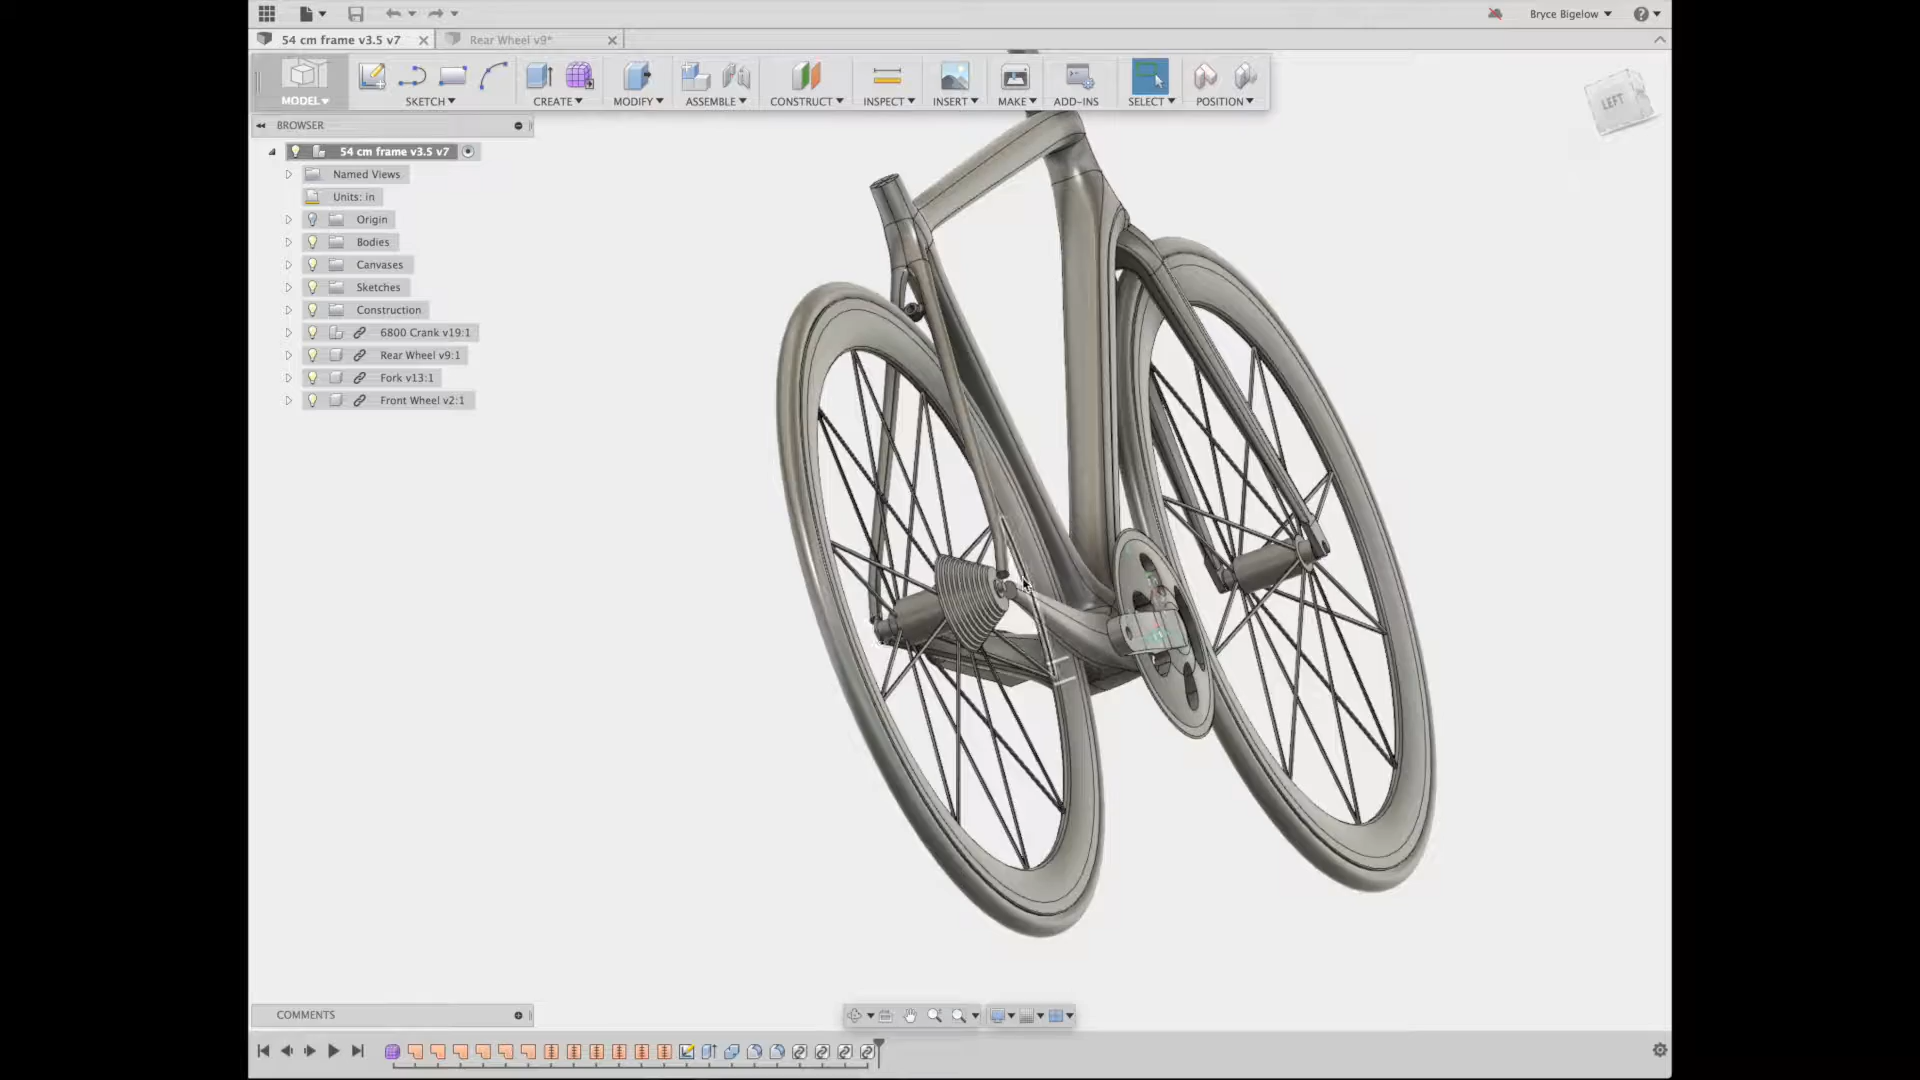 Bryce Bigelow
54 cm frame v3.5 v7
Rear Wheel v9*
MODEL
SKETCH
CREATE
MODIFY
ASSEMBLE
CONSTRUCT
INSPECT
INSERT
MAKE
ADD-INS
SELECT
POSITION
LEFT
BROWSER
54 cm frame v3.5 v7
Named Views
Units: in
Origin
Bodies
Canvases
Sketches
Construction
6800 Crank v19:1
Rear Wheel v9:1
Fork v13:1
Front Wheel v2:1
COMMENTS